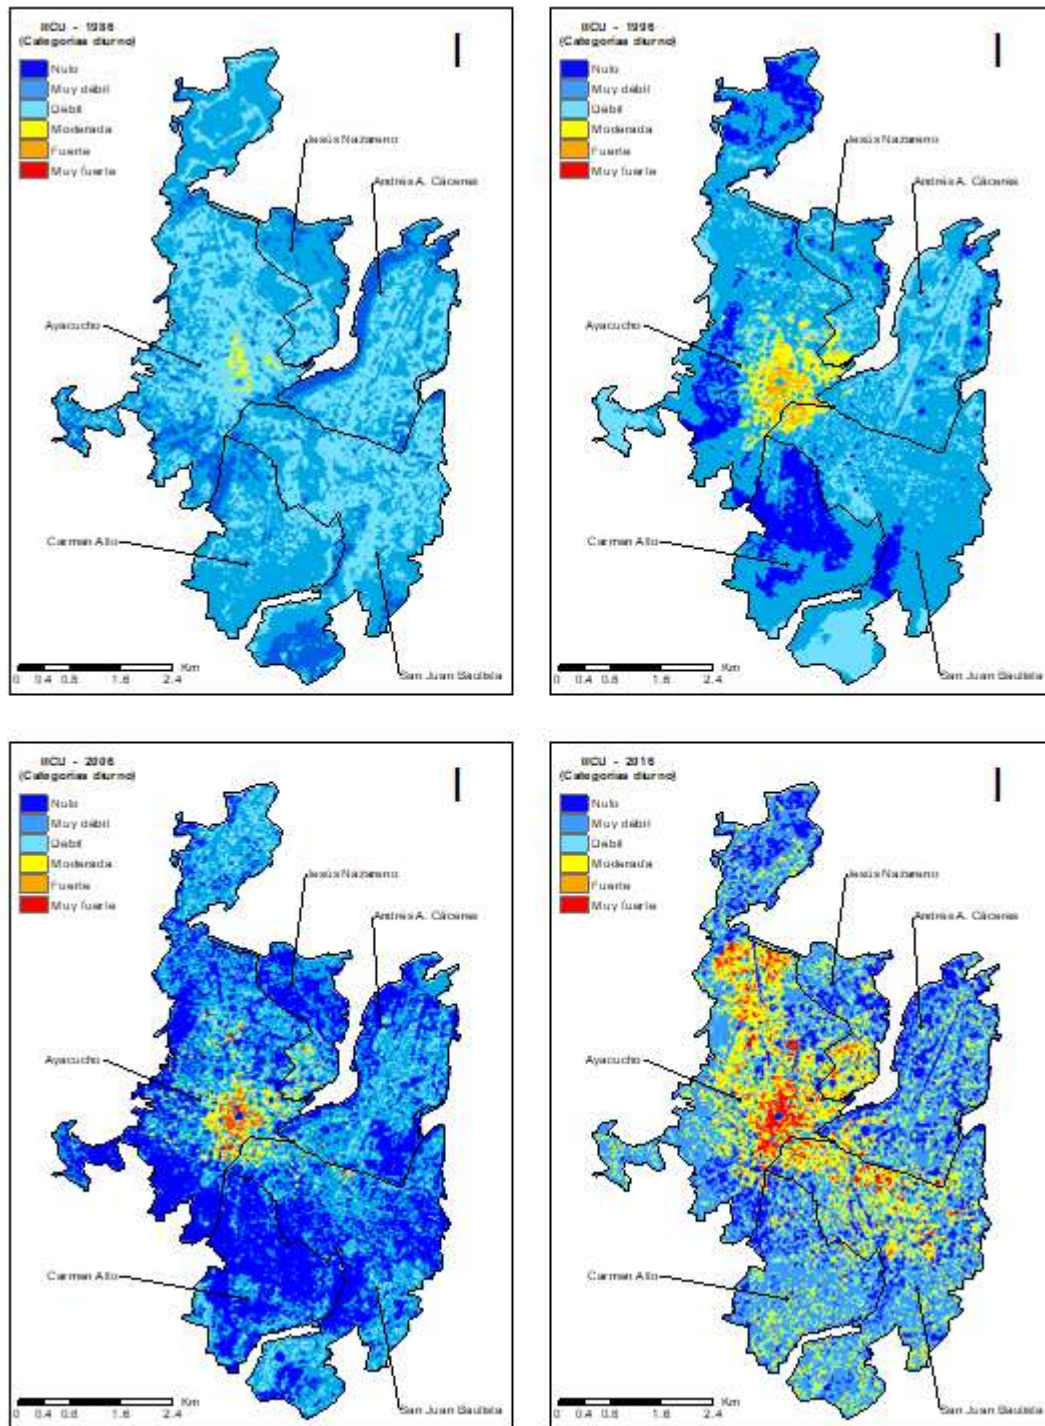 IICU - 1986
(Categorias diurno)
Nulo
Muy débil
Débil
Moderada
Fuerte
Muy fuerte
Jesús Nazareno
Andrés A. Cáceres
Ayacucho
Carmen Alto
San Juan Bautista
Km
0 0.4 0.8 1.6 2.4
IICU - 1996
(Categorias diurno)
Nulo
Muy débil
Débil
Moderada
Fuerte
Muy fuerte
Jesús Nazareno
Andrés A. Cáceres
Ayacucho
Carmen Alto
San Juan Bautista
Km
0 0.4 0.8 1.6 2.4
IICU - 2006
(Categorias diurno)
Nulo
Muy débil
Débil
Moderada
Fuerte
Muy fuerte
Jesús Nazareno
Andrés A. Cáceres
Ayacucho
Carmen Alto
San Juan Bautista
Km
0 0.4 0.8 1.6 2.4
IICU - 2016
(Categorias diurno)
Nulo
Muy débil
Débil
Moderada
Fuerte
Muy fuerte
Jesús Nazareno
Andrés A. Cáceres
Ayacucho
Carmen Alto
San Juan Bautista
Km
0 0.4 0.8 1.6 2.4